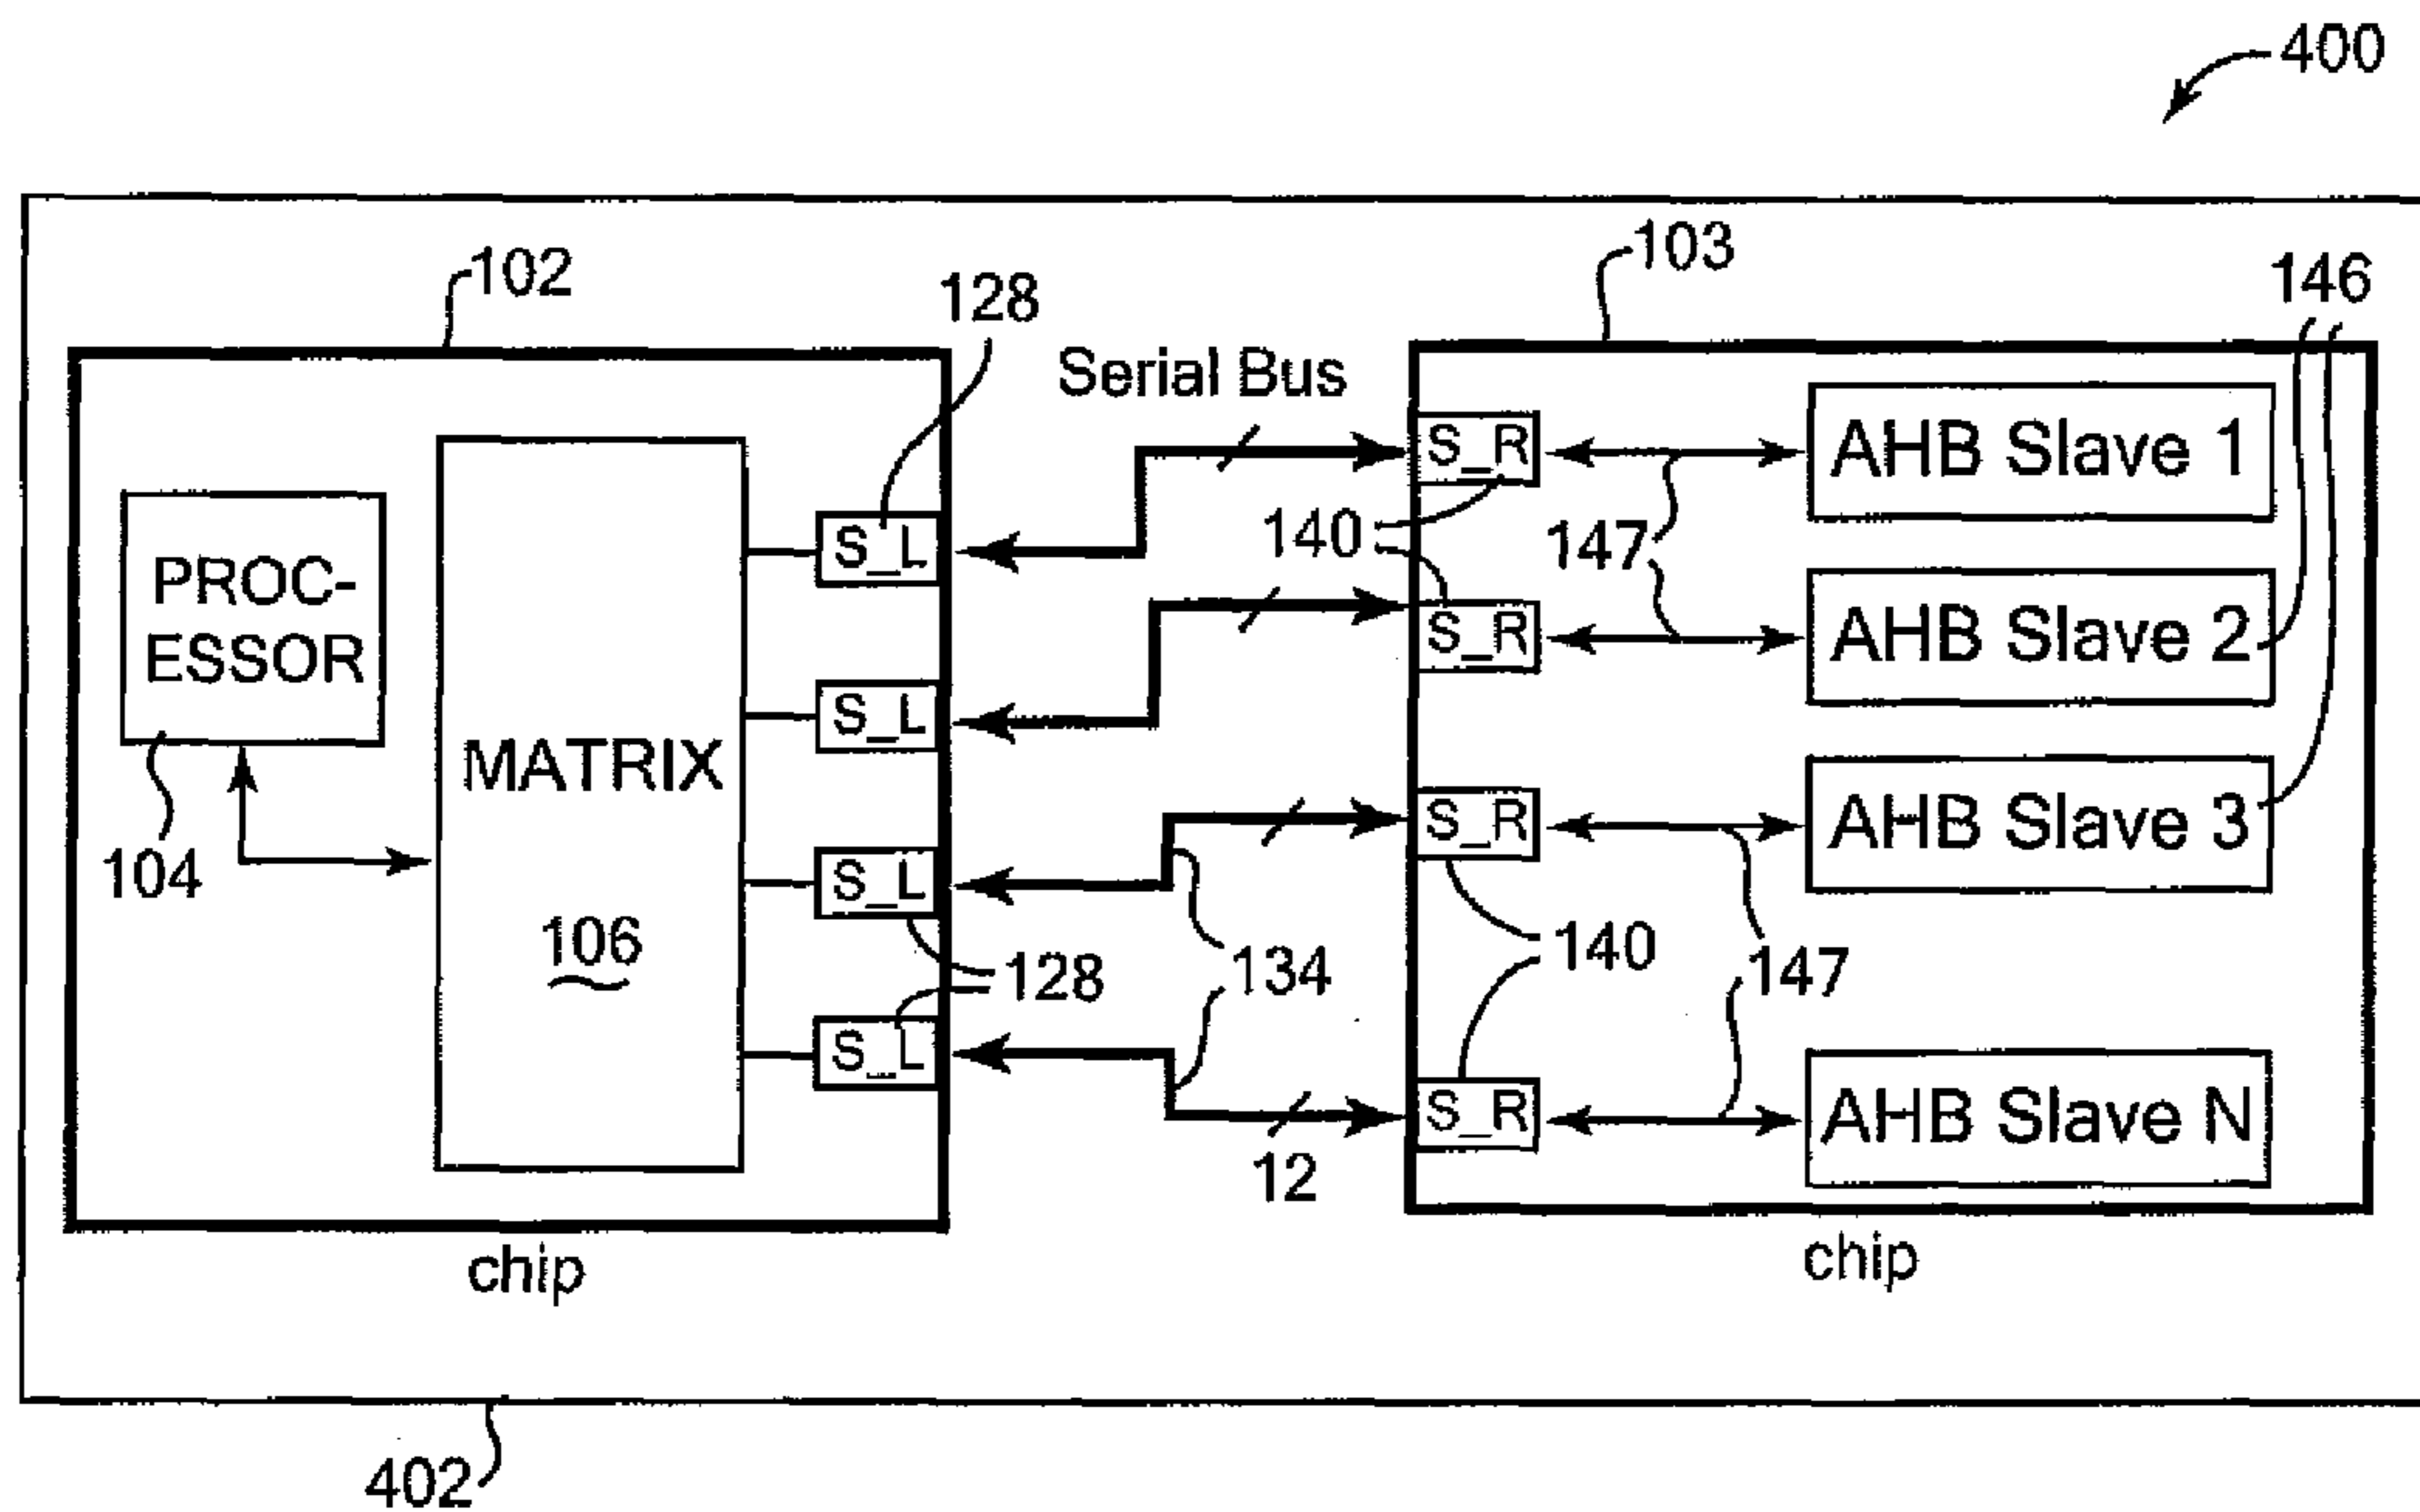 400
102
128
Serial Bus
103
146
S_R
AHB Slave 1
140
147
PROC-
ESSOR
S_L
S_R
AHB Slave 2
S_L
MATRIX
S_R
AHB Slave 3
104
S_L
106
128
134
140
147
S_L
S_R
AHB Slave N
12
chip
chip
402